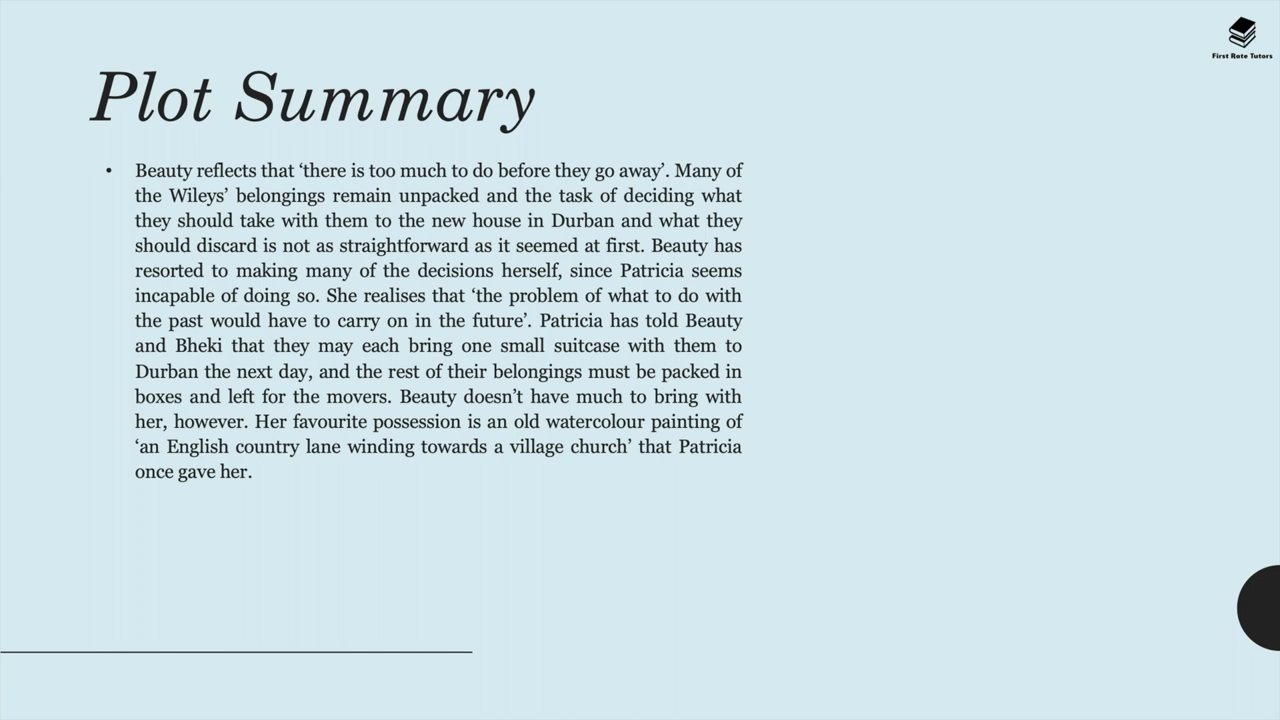 First Rate Tutors
Plot Summary
• Beauty reflects that ‘there is too much to do before they go away’. Many of
the Wileys’ belongings remain unpacked and the task of deciding what
they should take with them to the new house in Durban and what they
should discard is not as straightforward as it seemed at first. Beauty has
resorted to making many of the decisions herself, since Patricia seems
incapable of doing so. She realises that ‘the problem of what to do with
the past would have to carry on in the future’. Patricia has told Beauty
and Bheki that they may each bring one small suitcase with them to
Durban the next day, and the rest of their belongings must be packed in
boxes and left for the movers. Beauty doesn’t have much to bring with
her, however. Her favourite possession is an old watercolour painting of
‘an English country lane winding towards a village church’ that Patricia
once gave her.